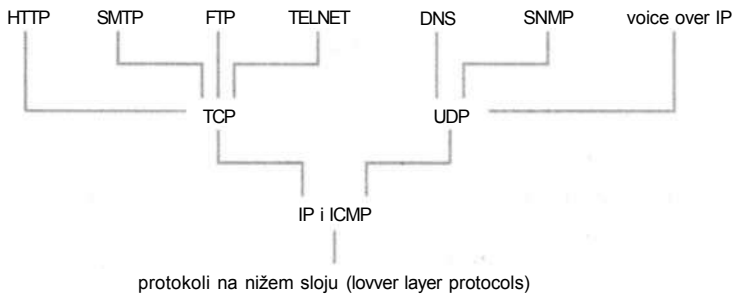 HTTP SMTP FTP TELNET DNS SNMP voice over IP
TCP UDP
IP i ICMP
protokoli na nižem sloju (lovver layer protocols)